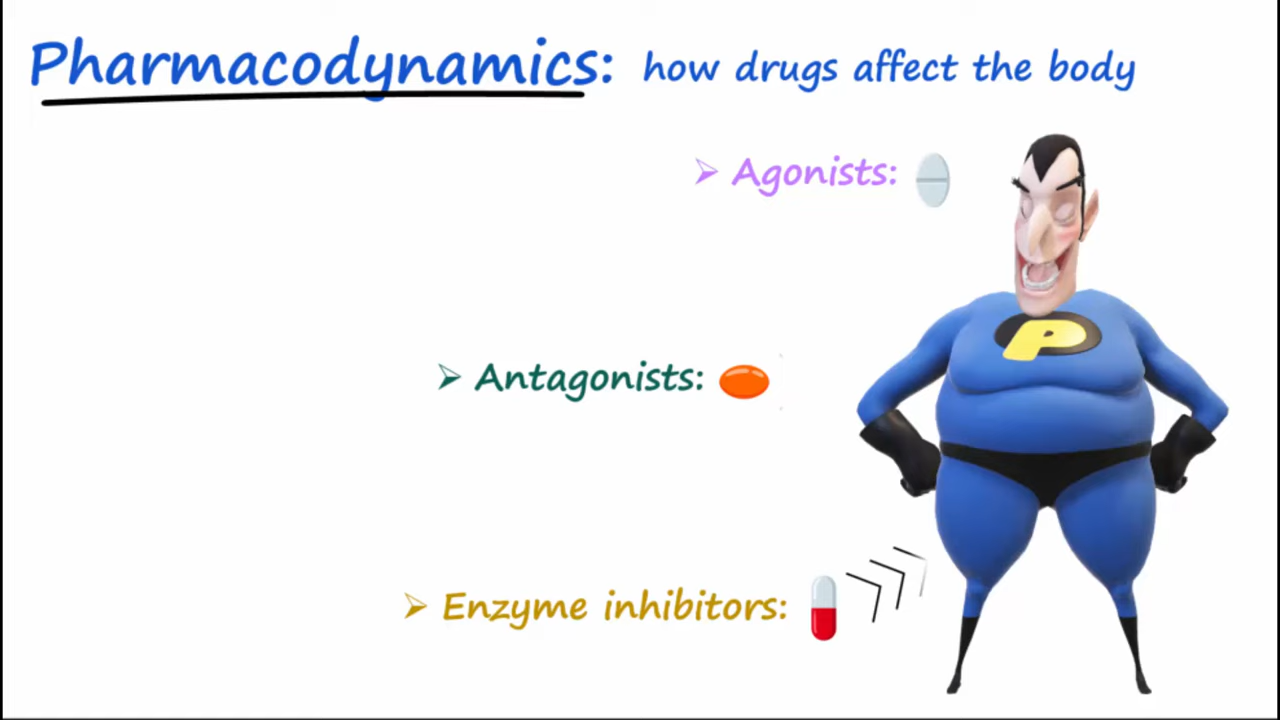 Pharmacodynamics: how drugs affect the body
➢ Agonists:
P
➢ Antagonists:
➢ Enzyme inhibitors: